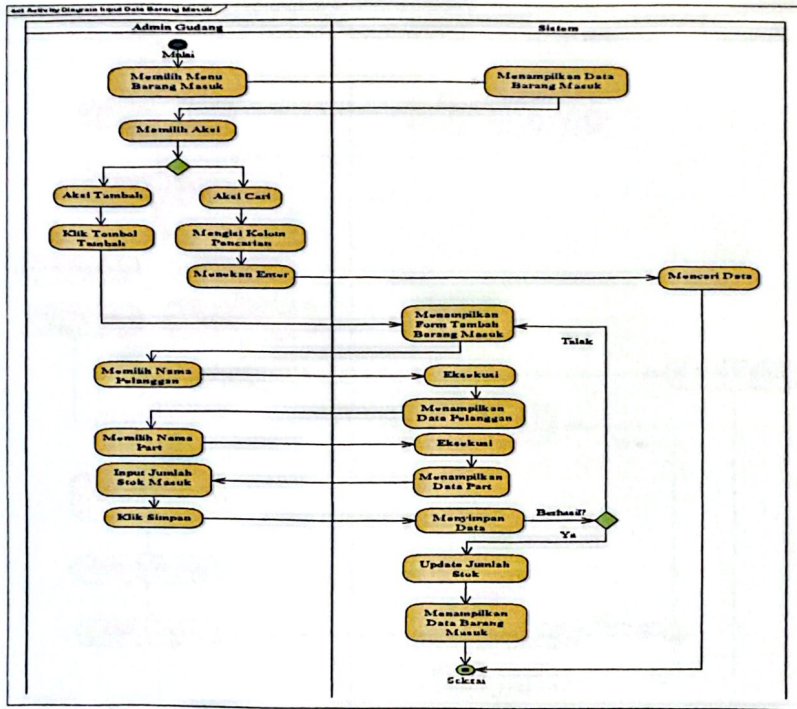 act Activity Diagram Input Data Barang Masuk
Admin Gudang
Sistem
Mulai
Memilih Menu
Barang Masuk
Menampilkan Data
Barang Masuk
Memilih Aksi
Aksi Tambah
Aksi Cari
Klik Tombol
Tambah
Mengisi Kolom
Pencarian
Menekan Enter
Mencari Data
Menampilkan
Form Tambah
Barang Masuk
Tidak
Memilih Nama
Pelanggan
Eksekusi
Menampilkan
Data Pelanggan
Memilih Nama
Part
Eksekusi
Input Jumlah
Stok Masuk
Menampilkan
Data Part
Klik Simpan
Menyimpan
Data
Berhasil?
Ya
Update Jumlah
Stok
Menampilkan
Data Barang
Masuk
Selesai